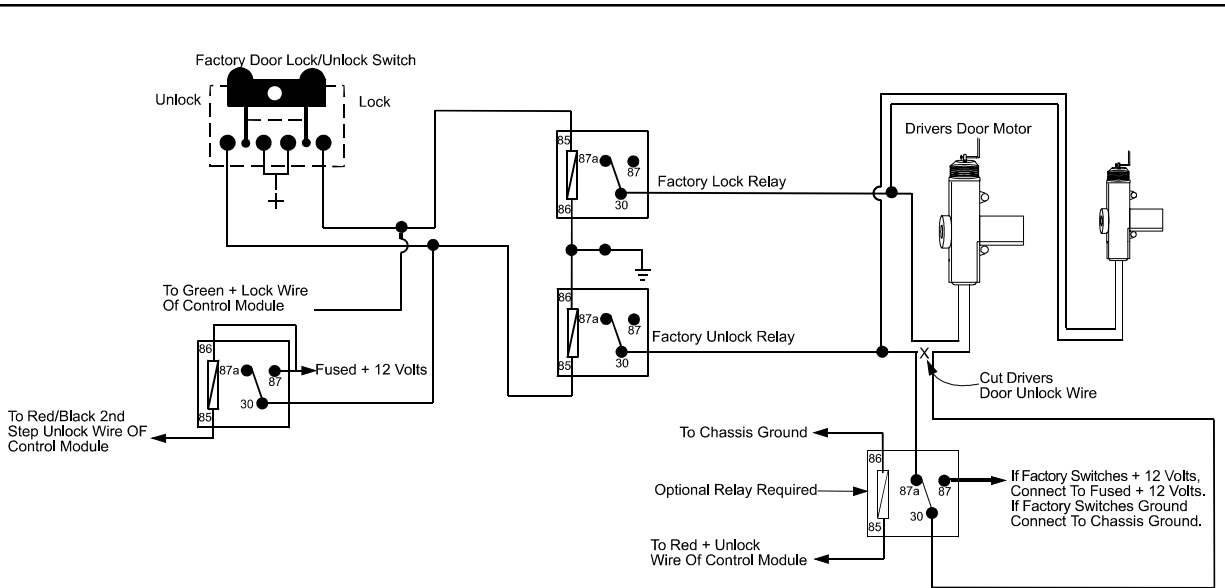 Factory Door Lock/Unlock Switch
Unlock
Lock
+
85
87a
87
86
30
Factory Lock Relay
Drivers Door Motor
To Green + Lock Wire
Of Control Module
86
87a
87
85
30
Factory Unlock Relay
86
87a
87
30
85
Fused + 12 Volts
To Red/Black 2nd
Step Unlock Wire OF
Control Module
X
Cut Drivers
Door Unlock Wire
To Chassis Ground
86
87a
87
30
85
Optional Relay Required
If Factory Switches + 12 Volts,
Connect To Fused + 12 Volts.
If Factory Switches Ground
Connect To Chassis Ground.
To Red + Unlock
Wire Of Control Module